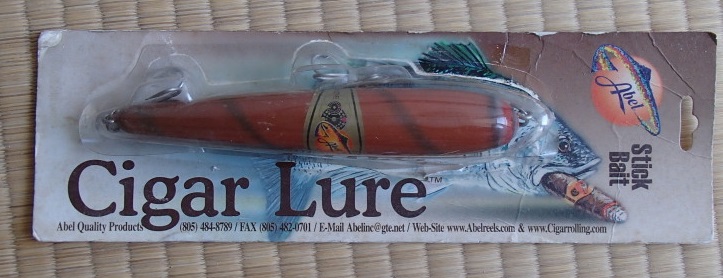 Abel
Stick Bait
Cigar Lure™
Abel Quality Products (805) 484-8789 / FAX (805) 482-0701 / E-Mail Abelinc@gte.net / Web-Site www.Abelreels.com & www.Cigarrolling.com